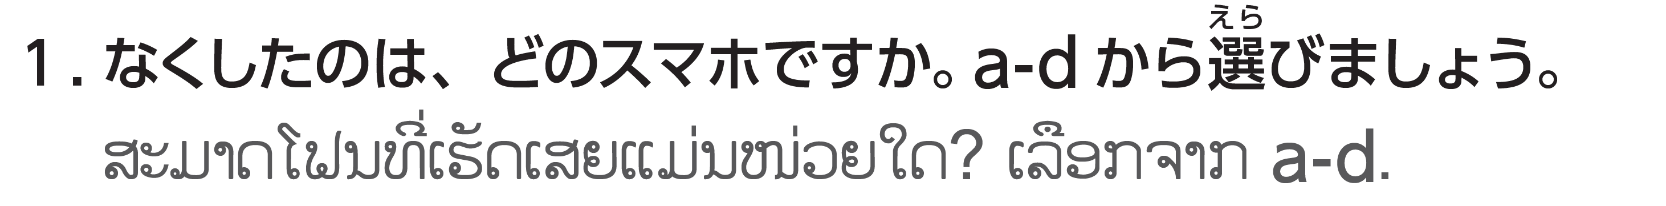 えら
1. なくしたのは、どのスマホですか。a-d から選びましょう。
ສະມາດໂຟນທີ່ເຮັດເສຍແມ່ນໜ່ວຍໃດ? ເລືອກຈາກ a-d.